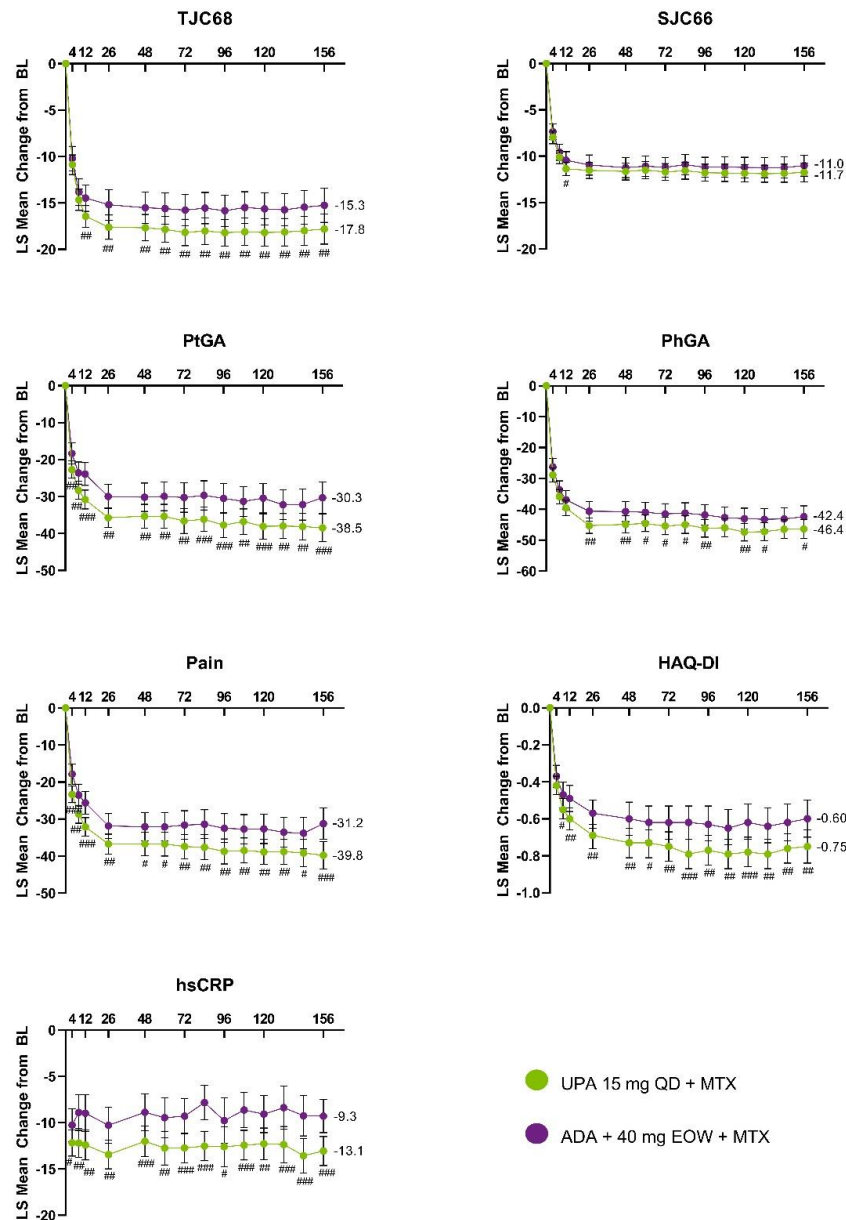 TJC68
4 12 26 48 72 96 120 156
LS Mean Change from BL
0
-5
-10
-15
-20
-15.3
-17.8
## ## ## ## ## ## ## ## ## ## ## ##
SJC66
4 12 26 48 72 96 120 156
LS Mean Change from BL
0
-5
-10
-15
-20
-11.0
-11.7
#
PtGA
4 12 26 48 72 96 120 156
LS Mean Change from BL
0
-10
-20
-30
-40
-50
-30.3
-38.5
## ## ### ## ## ## ## ### ### ## ### ## ## ###
PhGA
4 12 26 48 72 96 120 156
LS Mean Change from BL
0
-10
-20
-30
-40
-50
-60
-42.4
-46.4
## ## # # # ## ## # #
Pain
4 12 26 48 72 96 120 156
LS Mean Change from BL
0
-10
-20
-30
-40
-50
-31.2
-39.8
### ## ### ## # # ## ## ## ## ## ## # ###
HAQ-DI
4 12 26 48 72 96 120 156
LS Mean Change from BL
0.0
-0.2
-0.4
-0.6
-0.8
-1.0
-0.60
-0.75
# ## ## ## # ## ### ## ## ### ## ## ##
hsCRP
4 12 26 48 72 96 120 156
LS Mean Change from BL
0
-5
-10
-15
-20
-9.3
-13.1
# ## ## ## ### ## ### ### # ### ## ### ### ###
UPA 15 mg QD + MTX
ADA + 40 mg EOW + MTX